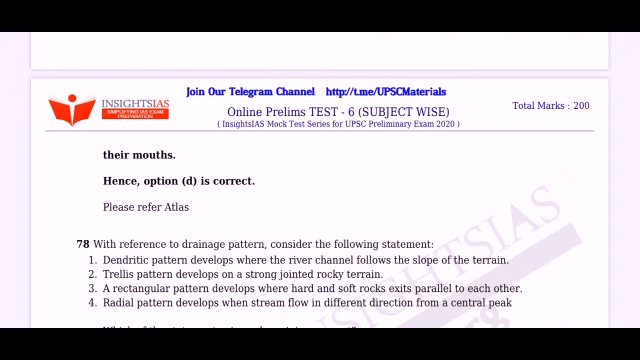 Join Our Telegram Channel http://t.me/UPSCMaterials
INSIGHTSIAS
SIMPLIFYING IAS EXAM PREPARATION
Online Prelims TEST - 6 (SUBJECT WISE)
( InsightsIAS Mock Test Series for UPSC Preliminary Exam 2020 )
Total Marks : 200
their mouths.
Hence, option (d) is correct.
Please refer Atlas
78 With reference to drainage pattern, consider the following statement:
1. Dendritic pattern develops where the river channel follows the slope of the terrain.
2. Trellis pattern develops on a strong jointed rocky terrain.
3. A rectangular pattern develops where hard and soft rocks exits parallel to each other.
4. Radial pattern develops when stream flow in different direction from a central peak
INSIGHTSIAS